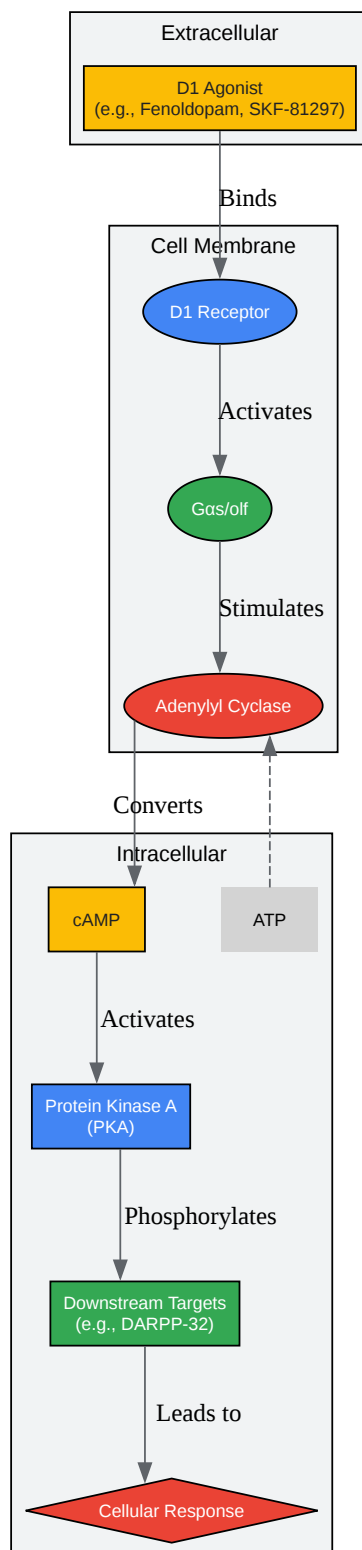 Extracellular
D1 Agonist
(e.g., Fenoldopam, SKF-81297)
Binds
Cell Membrane
D1 Receptor
Activates
Gαs/olf
Stimulates
Adenylyl Cyclase
Converts
Intracellular
cAMP
ATP
Activates
Protein Kinase A
(PKA)
Phosphorylates
Downstream Targets
(e.g., DARPP-32)
Leads to
Cellular Response